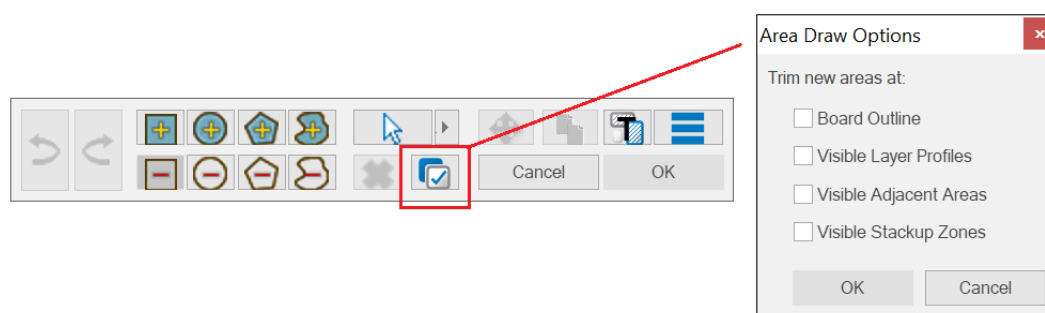 Area Draw Options
Trim new areas at:
Board Outline
Visible Layer Profiles
Visible Adjacent Areas
Visible Stackup Zones
OK
Cancel
Cancel
OK